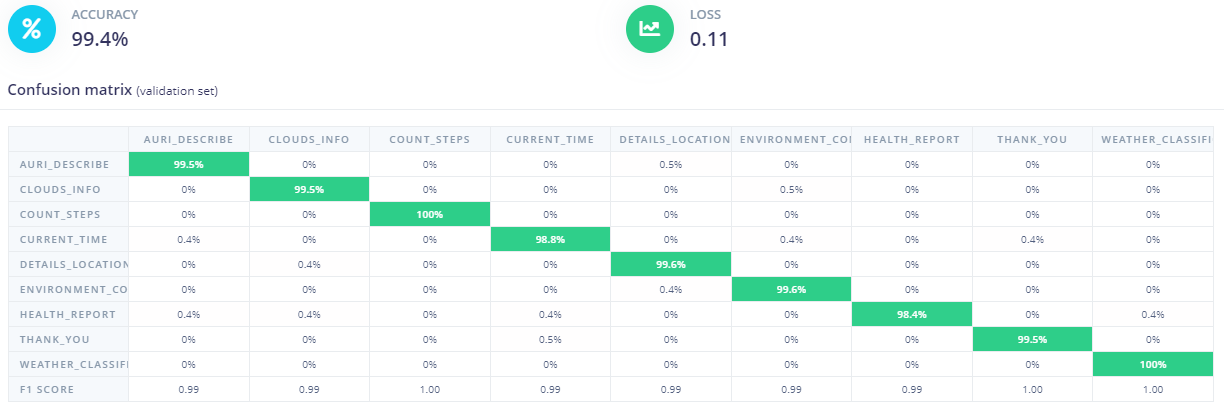 ACCURACY
99.4%
LOSS
0.11
Confusion matrix (validation set)
AURI_DESCRIBE CLOUDS_INFO COUNT_STEPS CURRENT_TIME DETAILS_LOCATION ENVIRONMENT_COI HEALTH_REPORT THANK_YOU WEATHER_CLASSIFI
AURI_DESCRIBE 99.5% 0% 0% 0% 0.5% 0% 0% 0% 0%
CLOUDS_INFO 0% 99.5% 0% 0% 0% 0.5% 0% 0% 0%
COUNT_STEPS 0% 0% 100% 0% 0% 0% 0% 0% 0%
CURRENT_TIME 0.4% 0% 0% 98.8% 0% 0.4% 0% 0.4% 0%
DETAILS_LOCATION 0% 0.4% 0% 0% 99.6% 0% 0% 0% 0%
ENVIRONMENT_CO 0% 0% 0% 0% 0.4% 99.6% 0% 0% 0%
HEALTH_REPORT 0.4% 0.4% 0% 0.4% 0% 0% 98.4% 0% 0.4%
THANK_YOU 0% 0% 0% 0.5% 0% 0% 0% 99.5% 0%
WEATHER_CLASSIFI 0% 0% 0% 0% 0% 0% 0% 0% 100%
F1 SCORE 0.99 0.99 1.00 0.99 0.99 0.99 0.99 1.00 1.00